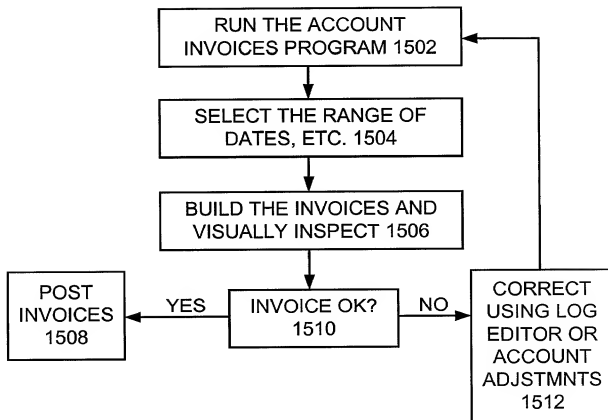 RUN THE ACCOUNT
INVOICES PROGRAM 1502
SELECT THE RANGE OF
DATES, ETC. 1504
BUILD THE INVOICES AND
VISUALLY INSPECT 1506
POST
INVOICES
1508
YES
INVOICE OK?
1510
NO
CORRECT
USING LOG
EDITOR OR
ACCOUNT
ADJSTMNTS
1512